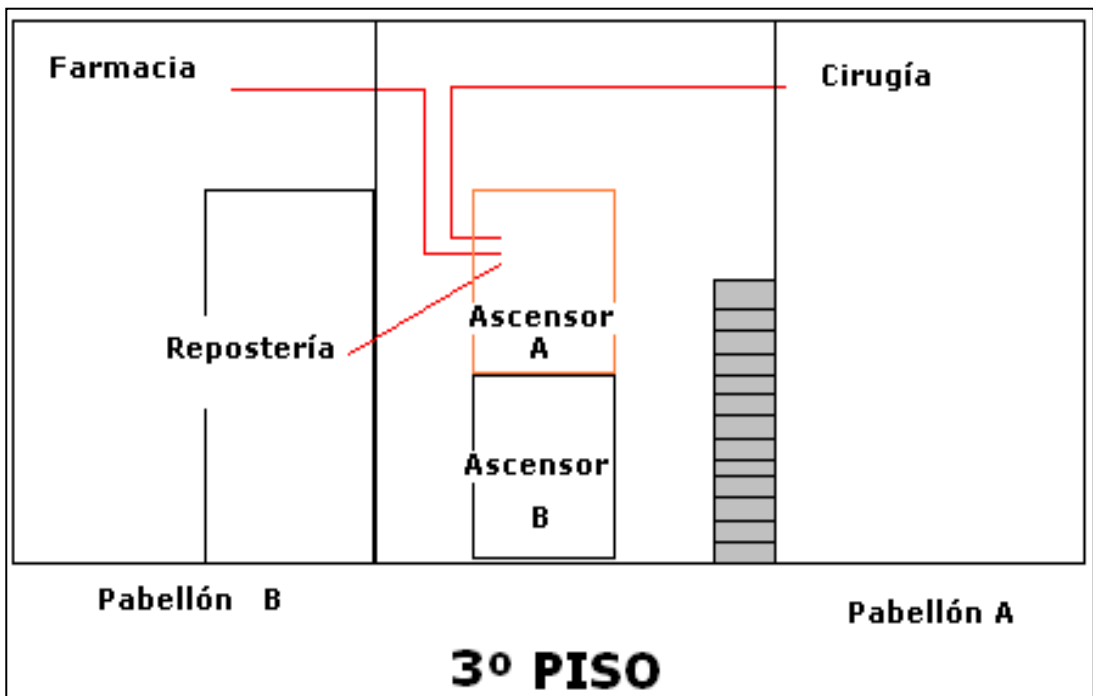 Farmacia
Cirugía
Repostería
Ascensor
A
Ascensor
B
Pabellón B
Pabellón A
3º PISO